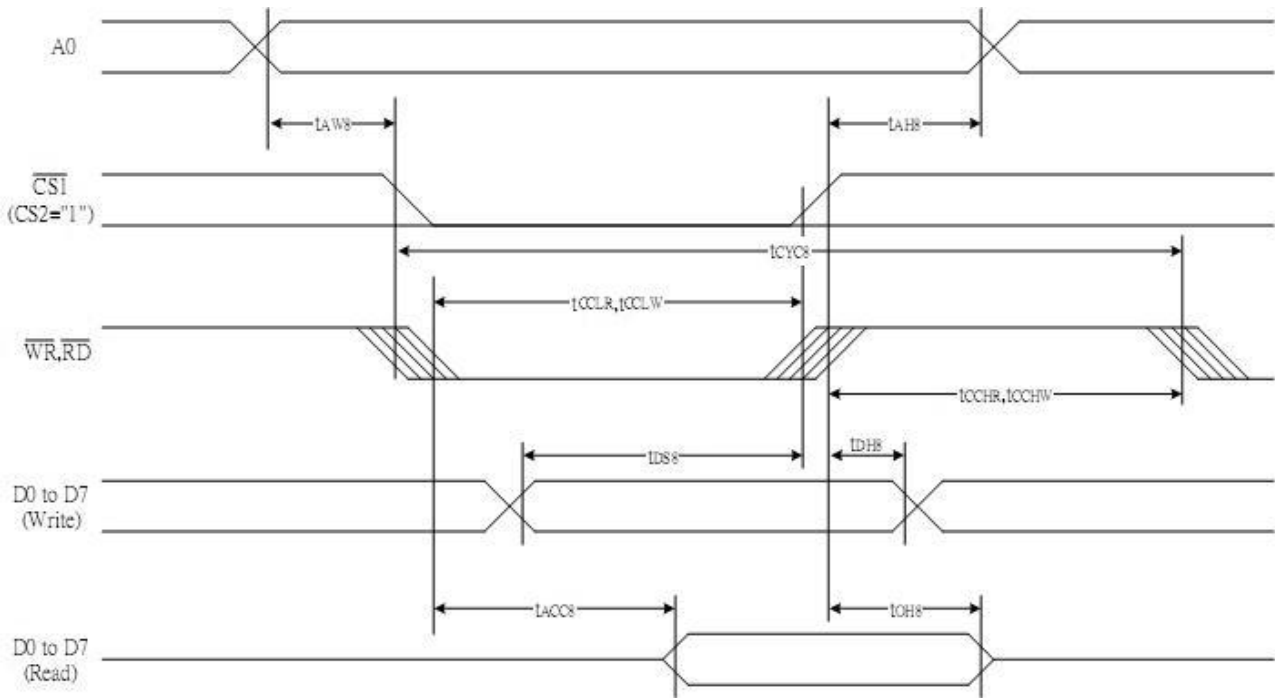 A0
tAW8
tAH8
CS1
(CS2="1")
tCYC8
tCCLR,tCCLW
WR,RD
tCCHR,tCCHW
tDS8
tDH8
D0 to D7
(Write)
tACC8
tOH8
D0 to D7
(Read)